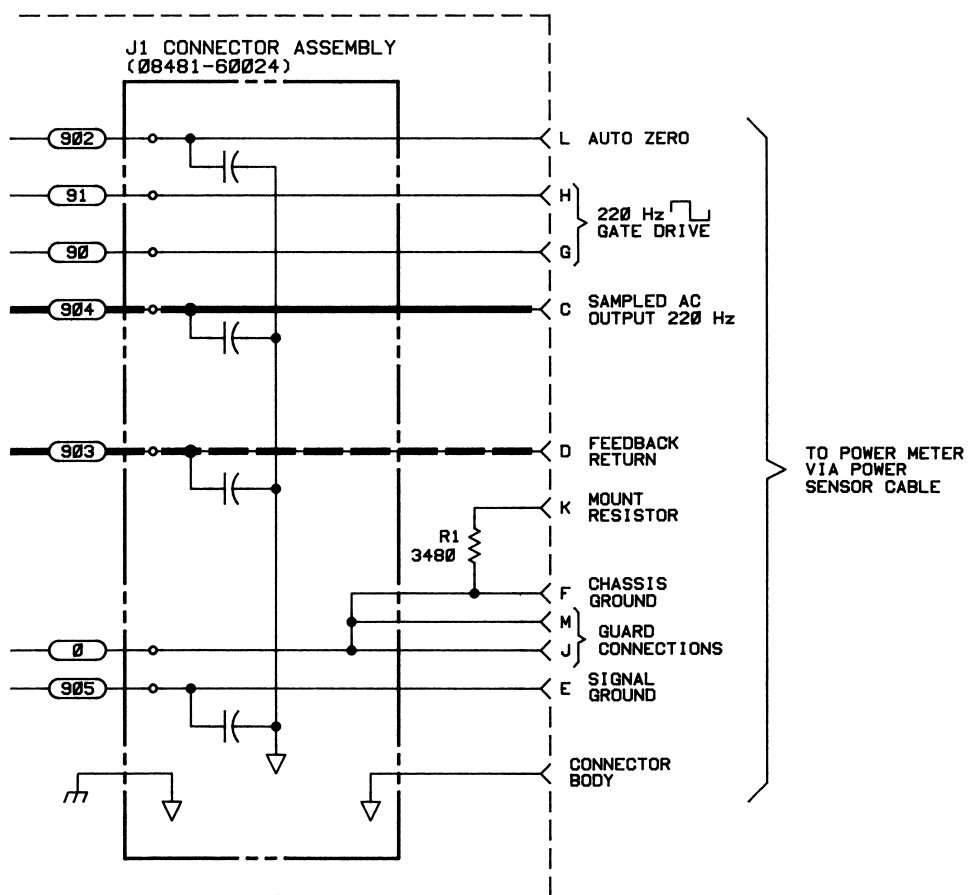 J1 CONNECTOR ASSEMBLY
(Ø8481-6ØØ24)
9Ø2
L AUTO ZERO
91
H
22Ø Hz
GATE DRIVE
9Ø
G
9Ø4
C SAMPLED AC
OUTPUT 22Ø Hz
9Ø3
D FEEDBACK
RETURN
TO POWER METER
VIA POWER
SENSOR CABLE
K MOUNT
RESISTOR
R1
348Ø
F CHASSIS
GROUND
M
GUARD
CONNECTIONS
Ø
J
9Ø5
E SIGNAL
GROUND
CONNECTOR
BODY